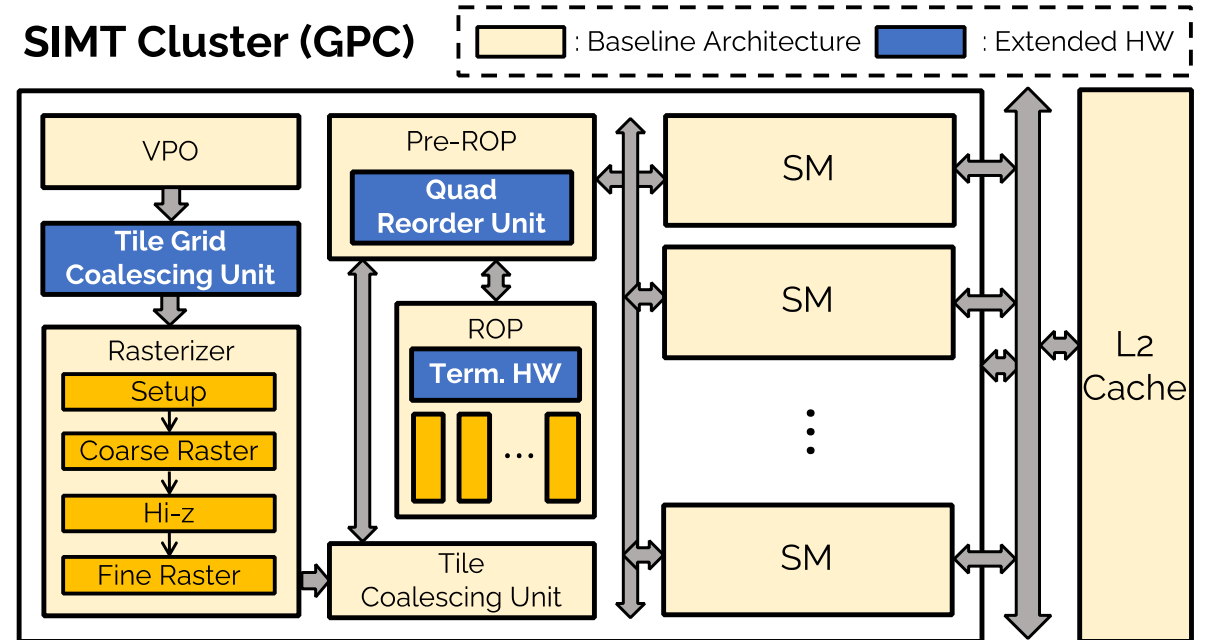 SIMT Cluster (GPC)
: Baseline Architecture
: Extended HW
VPO
Tile Grid
Coalescing Unit
Rasterizer
Setup
Coarse Raster
Hi-z
Fine Raster
Pre-ROP
Quad
Reorder Unit
ROP
Term. HW
...
Tile
Coalescing Unit
SM
SM
⋮
SM
L2
Cache